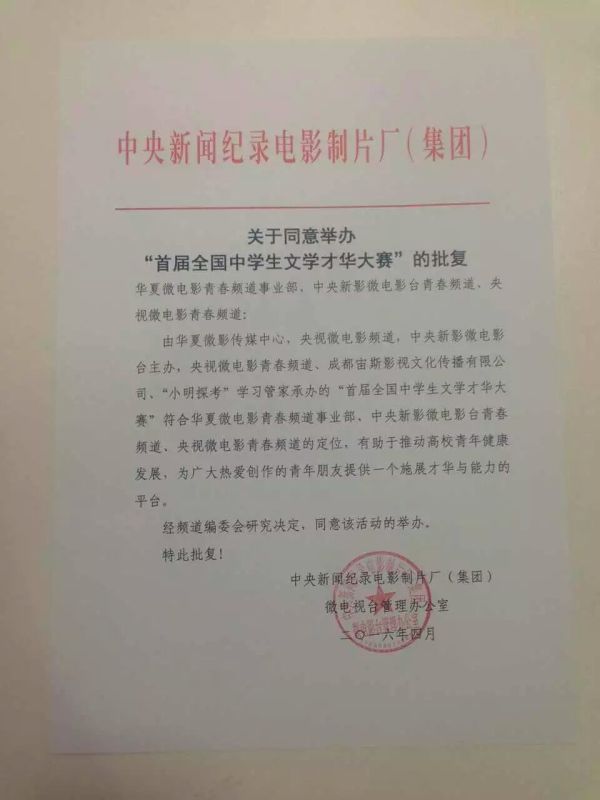 中央新闻纪录电影制片厂（集团）
关于同意举办
“首届全国中学生文学才华大赛”的批复
华夏微电影青春频道事业部、中央新影微电影台青春频道、央
视微电影青春频道：
由华夏微影传媒中心，央视微电影频道，中央新影微电影
台主办，央视微电影青春频道、成都宙斯影视文化传播有限公
司、“小明探考”学习管家承办的“首届全国中学生文学才华大
赛”符合华夏微电影青春频道事业部、中央新影微电影台青春
频道、央视微电影青春频道的定位，有助于推动高校青年健康
发展，为广大热爱创作的青年朋友提供一个施展才华与能力的
平台。
经频道编委会研究决定，同意该活动的举办。
特此批复！
中央新闻纪录电影制片厂（集团）
微电视台管理办公室
二〇一六年四月